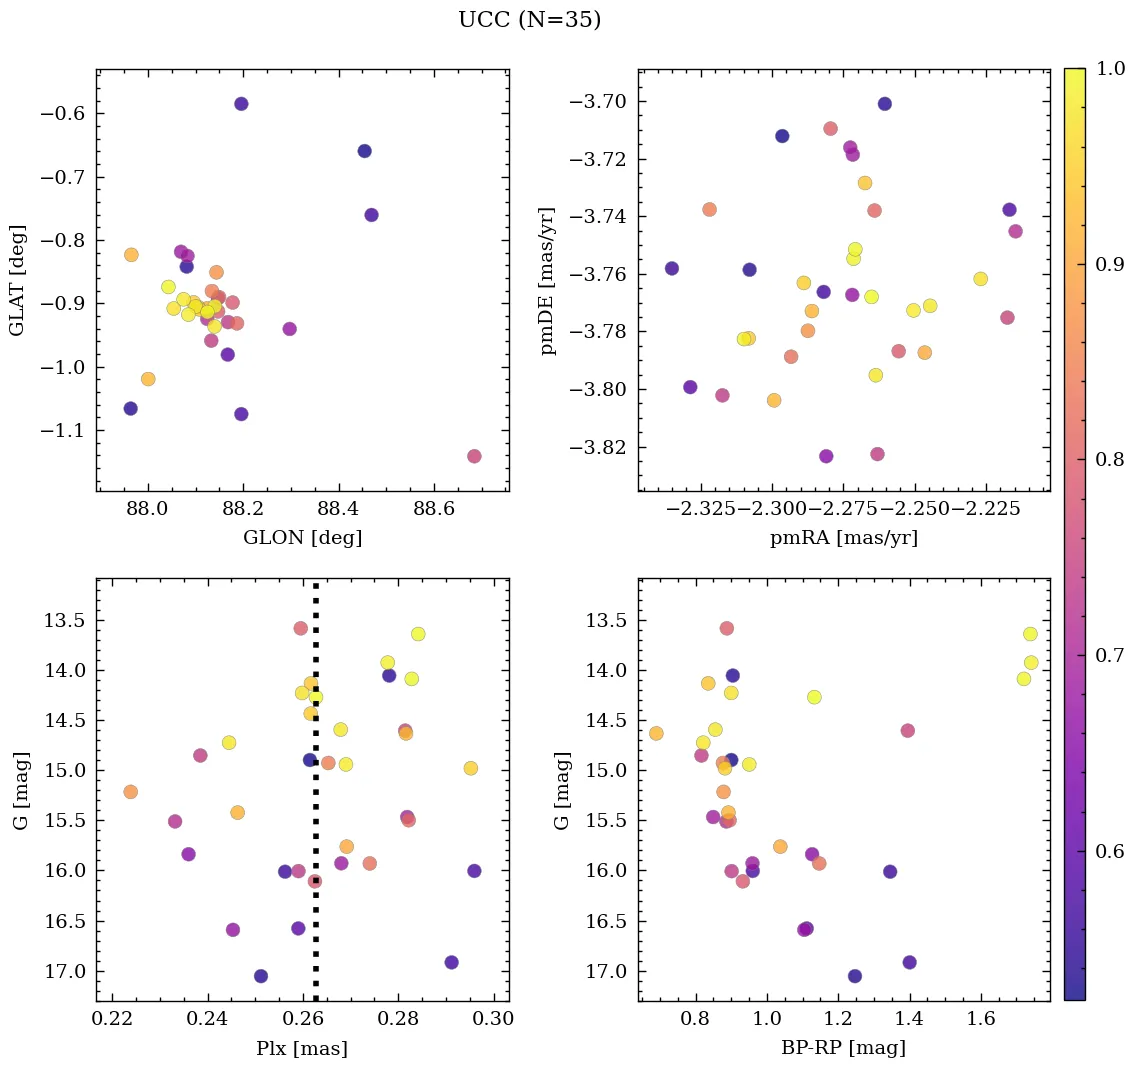 UCC (N=35)
−0.6
−0.7
−0.8
−0.9
−1.0
−1.1
GLAT [deg]
88.0 88.2 88.4 88.6
GLON [deg]
−3.70
−3.72
−3.74
−3.76
−3.78
−3.80
−3.82
pmDE [mas/yr]
−2.325 −2.300 −2.275 −2.250 −2.225
pmRA [mas/yr]
1.0
0.9
0.8
0.7
0.6
13.5
14.0
14.5
15.0
15.5
16.0
16.5
17.0
G [mag]
0.22 0.24 0.26 0.28 0.30
Plx [mas]
13.5
14.0
14.5
15.0
15.5
16.0
16.5
17.0
G [mag]
0.8 1.0 1.2 1.4 1.6
BP-RP [mag]